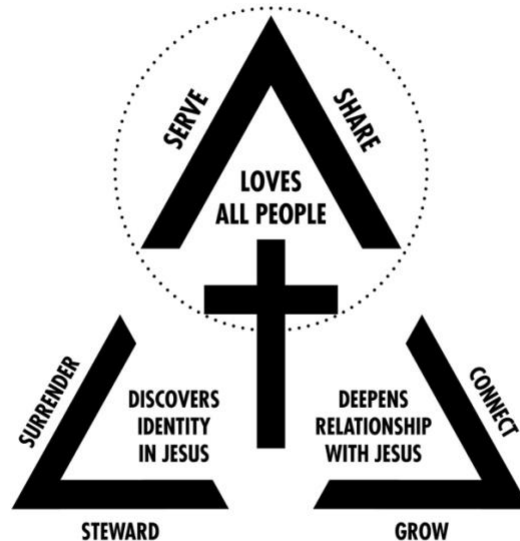 SERVE
SHARE
LOVES
ALL PEOPLE
SURRENDER
DISCOVERS
IDENTITY
IN JESUS
STEWARD
DEEPENS
RELATIONSHIP
WITH JESUS
CONNECT
GROW